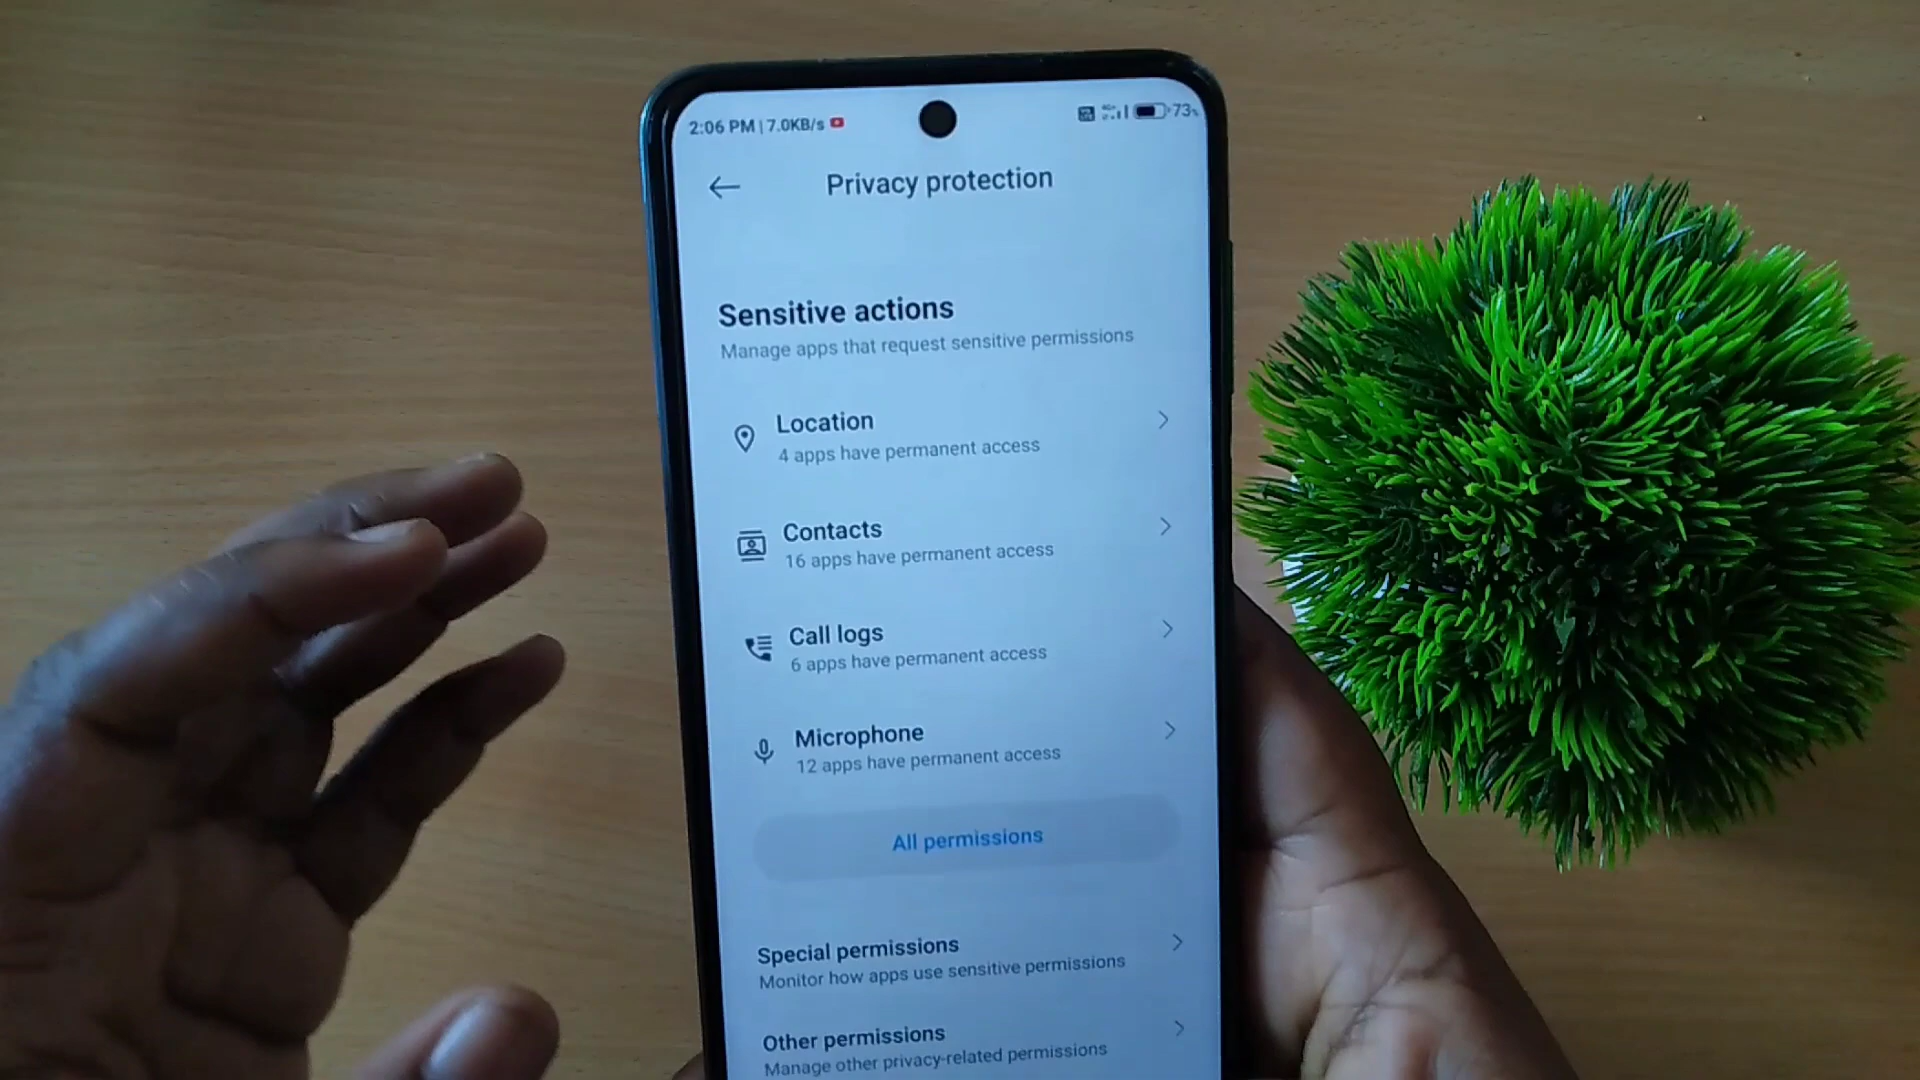 2:06 PM | 7.0KB/s
73%
Privacy protection
Sensitive actions
Manage apps that request sensitive permissions
Location
4 apps have permanent access
Contacts
16 apps have permanent access
Call logs
6 apps have permanent access
Microphone
12 apps have permanent access
All permissions
Special permissions
Monitor how apps use sensitive permissions
Other permissions
Manage other privacy-related permissions